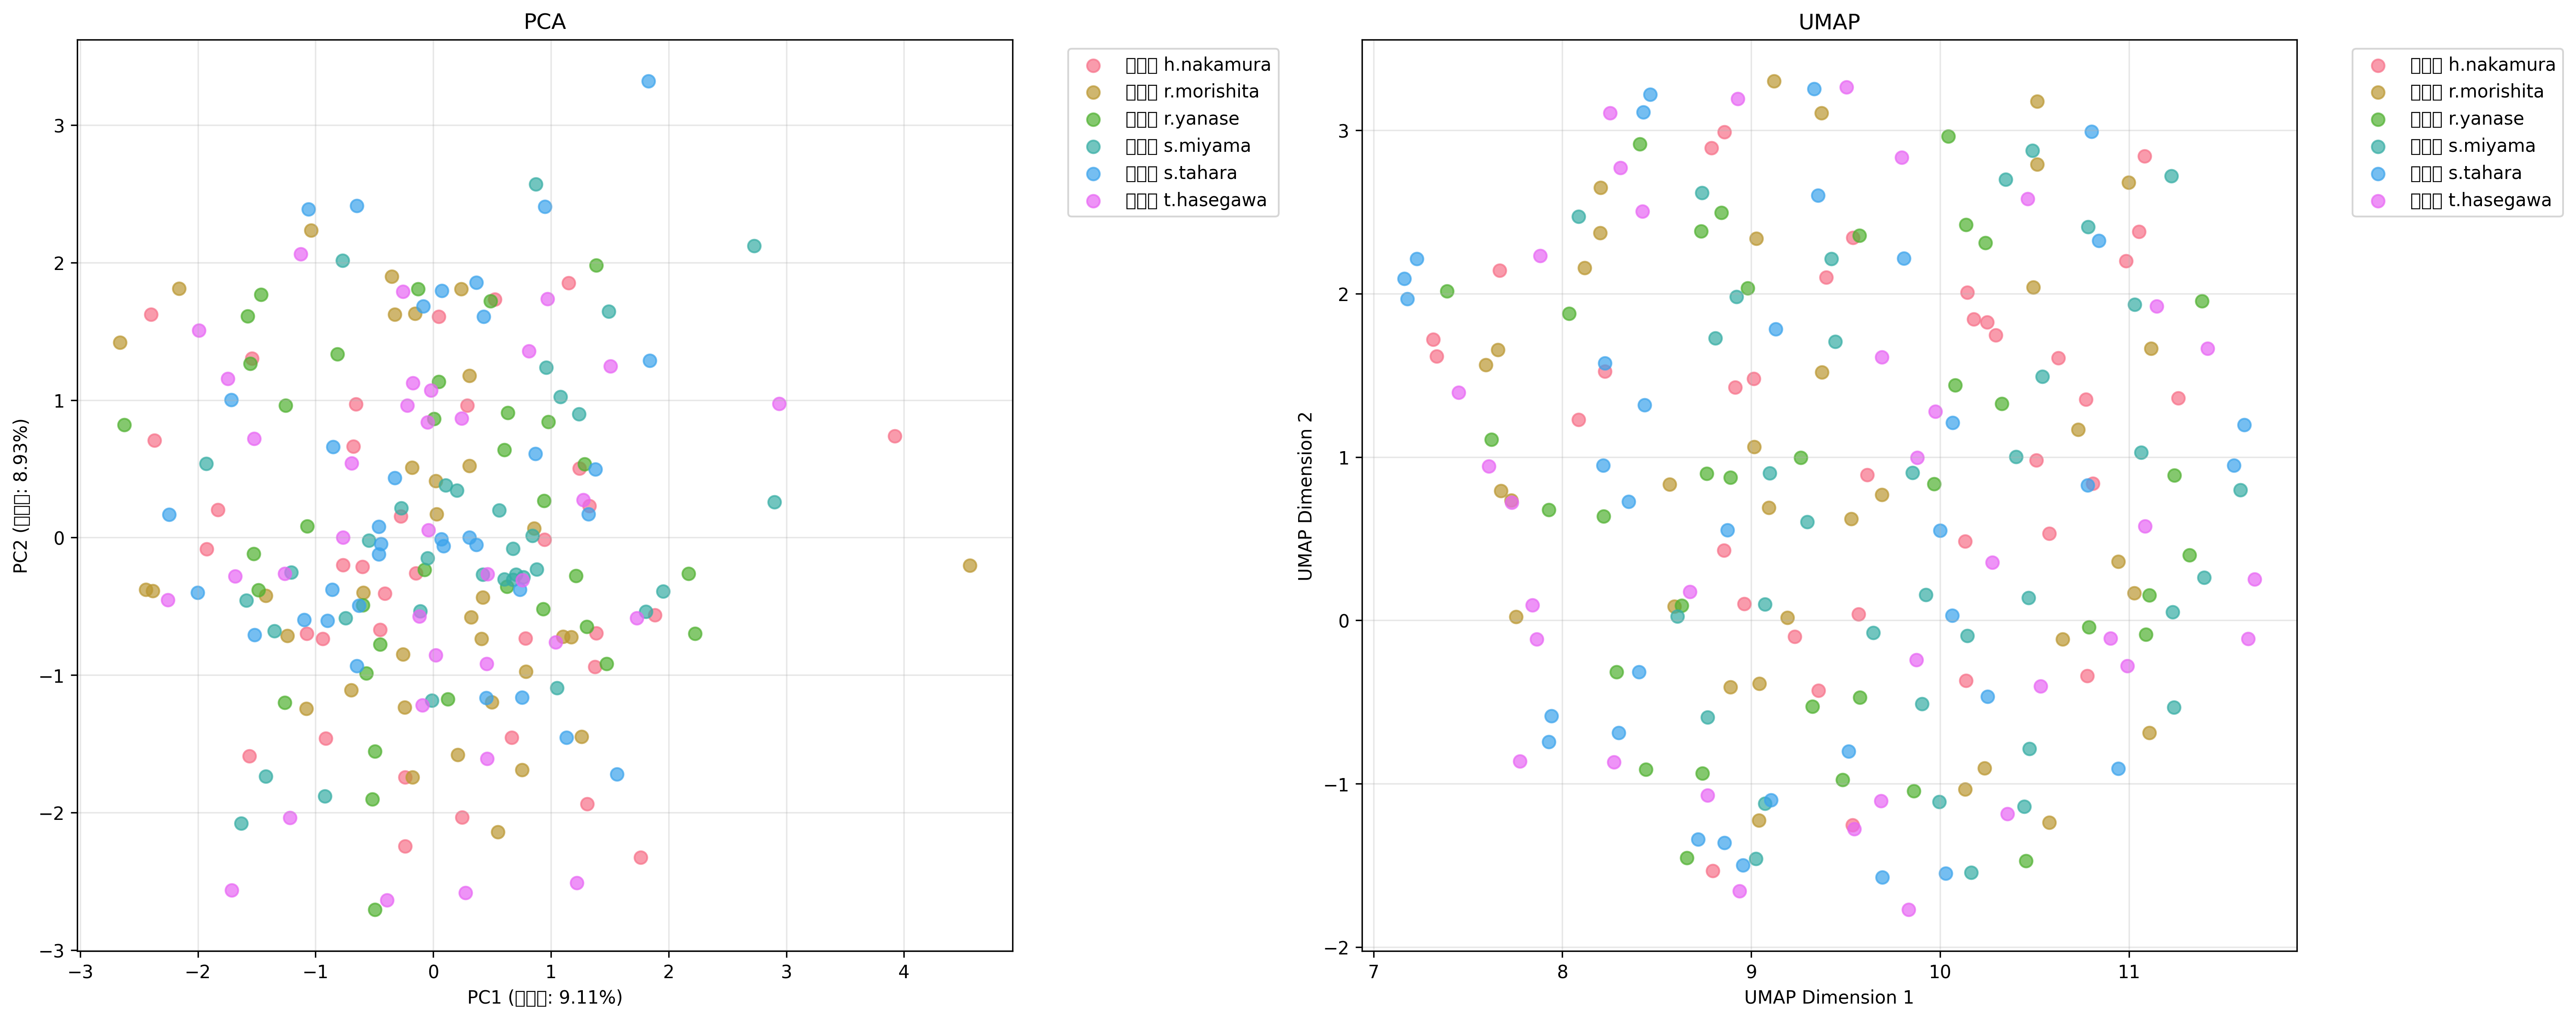 PCA
3
2
1
0
−1
−2
−3
PC2 (□□□: 8.93%)
−3
−2
−1
0
1
2
3
4
PC1 (□□□: 9.11%)
□□□ h.nakamura
□□□ r.morishita
□□□ r.yanase
□□□ s.miyama
□□□ s.tahara
□□□ t.hasegawa
UMAP
3
2
1
0
−1
−2
UMAP Dimension 2
7
8
9
10
11
UMAP Dimension 1
□□□ h.nakamura
□□□ r.morishita
□□□ r.yanase
□□□ s.miyama
□□□ s.tahara
□□□ t.hasegawa